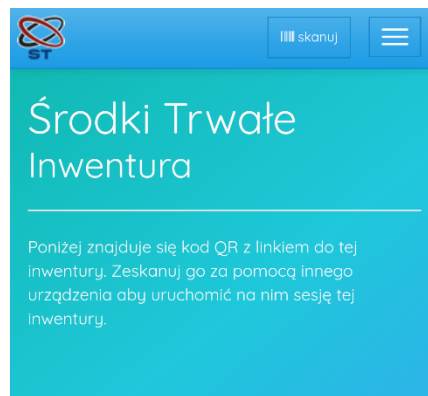 ST
skanuj
Środki Trwałe
Inwentura
Poniżej znajduje się kod QR z linkiem do tej
inwentury. Zeskanuj go za pomocą innego
urządzenia aby uruchomić na nim sesję tej
inwentury.